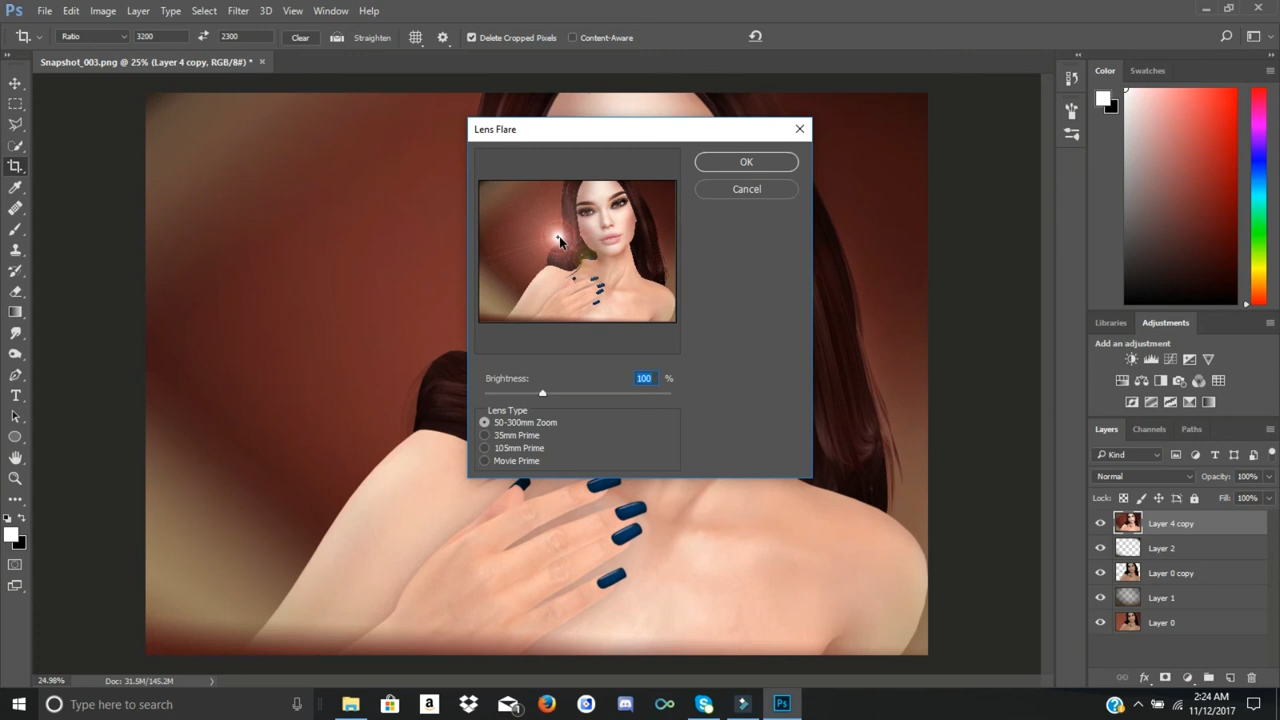 Ps File Edit Image Layer Type Select Filter 3D View Window Help
Ratio 3200 2300 Clear Straighten Delete Cropped Pixels Content-Aware
Snapshot_003.png @ 25% (Layer 4 copy, RGB/8#) *
Color Swatches
Lens Flare
OK
Cancel
Brightness: 100 %
Lens Type
50-300mm Zoom
35mm Prime
105mm Prime
Movie Prime
Libraries Adjustments
Add an adjustment
Layers Channels Paths
Kind
Normal Opacity: 100%
Lock: Fill: 100%
Layer 4 copy
Layer 2
Layer 0 copy
Layer 1
Layer 0
24.98% Doc: 31.5M/145.2M
Type here to search
2:24 AM
11/12/2017